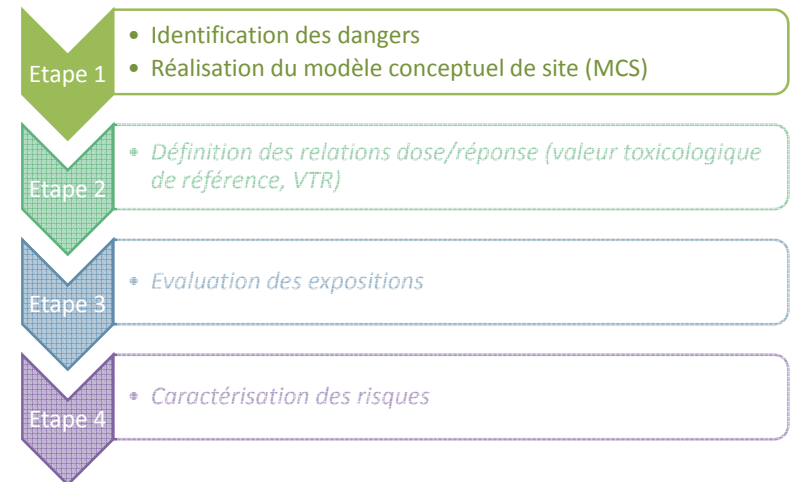 Etape 1
• Identification des dangers
• Réalisation du modèle conceptuel de site (MCS)
Etape 2
• Définition des relations dose/réponse (valeur toxicologique
de référence, VTR)
Etape 3
• Evaluation des expositions
Etape 4
• Caractérisation des risques